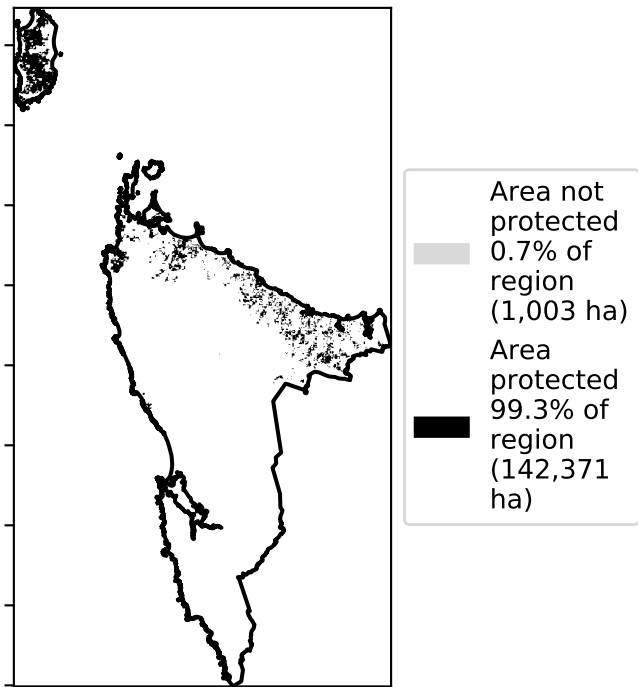 Area not
protected
0.7% of
region
(1,003 ha)
Area
protected
99.3% of
region
(142,371
ha)